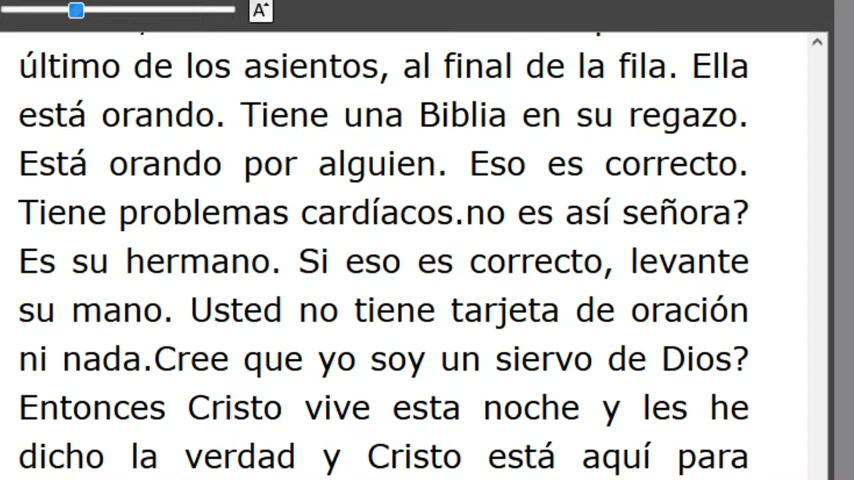 A
último de los asientos, al final de la fila. Ella
está orando. Tiene una Biblia en su regazo.
Está orando por alguien. Eso es correcto.
Tiene problemas cardíacos.no es así señora?
Es su hermano. Si eso es correcto, levante
su mano. Usted no tiene tarjeta de oración
ni nada.Cree que yo soy un siervo de Dios?
Entonces Cristo vive esta noche y les he
dicho la verdad y Cristo está aquí para